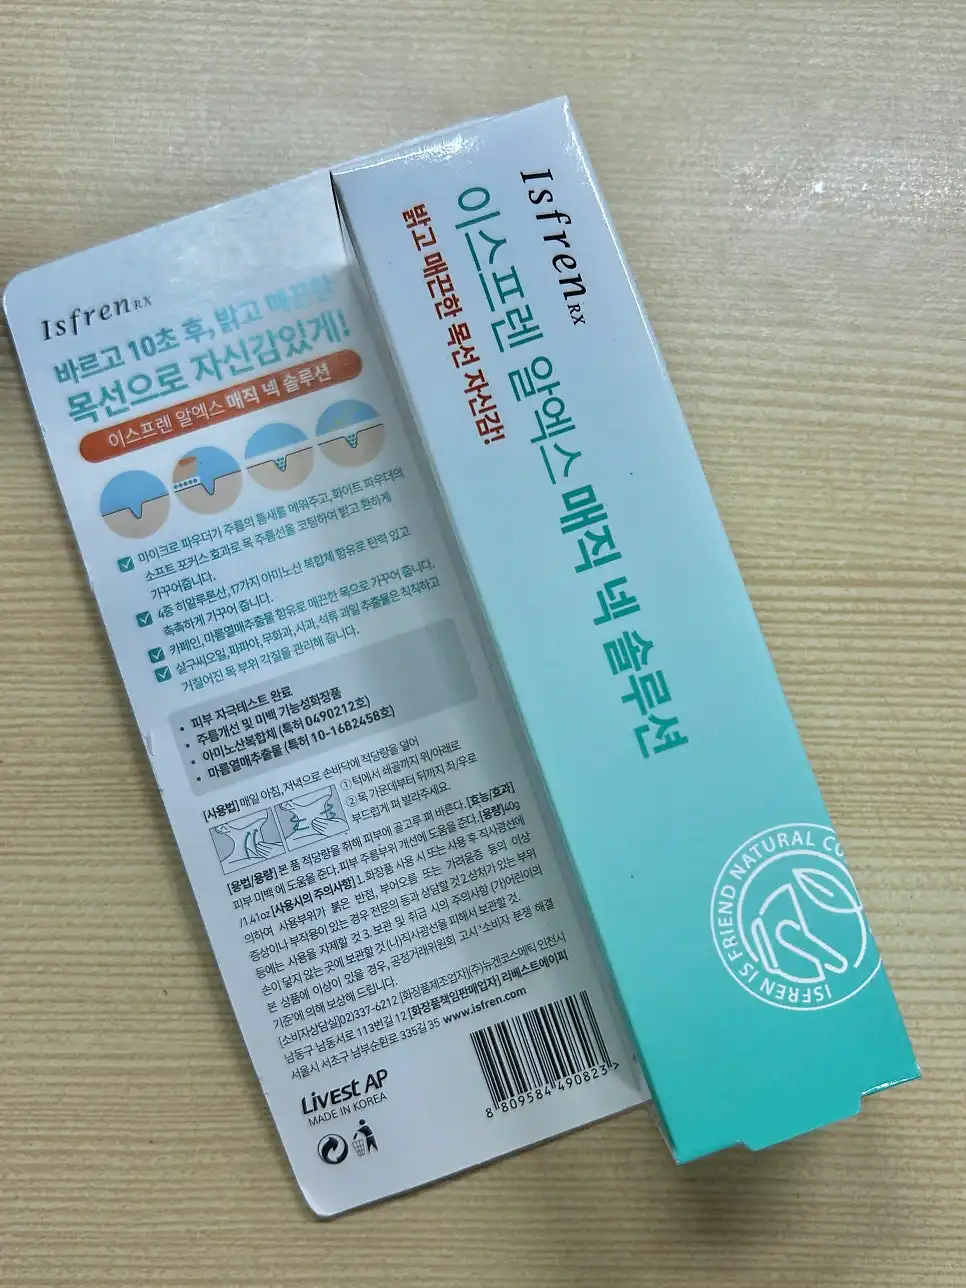 Isfren RX
바르고 10초 후, 밝고 매끈한
목선으로 자신감있게!
이스프렌 알엑스 매직 넥 솔루션
마이크로 파우더가 주름의 틈새를 메워주고, 화이트 파우더의
소프트 포커스 효과로 목 주름선을 코팅하여 밝고 환하게
가꾸어줍니다.
4중 히알루론산, 17가지 아미노산 복합체 함유로 탄력 있고
촉촉하게 가꾸어 줍니다.
카페인, 마름열매추출물 함유로 매끈한 목으로 가꾸어 줍니다.
살구씨오일, 파파야, 무화과, 사과, 석류 과일 추출물은 칙칙하고
거칠어진 목 부위 각질을 관리해 줍니다.
• 피부 자극테스트 완료
• 주름개선 및 미백 기능성화장품
• 아미노산복합체 (특허 0490212호)
• 마름열매추출물 (특허 10-1682458호)
[사용법] 매일 아침, 저녁으로 손바닥에 적당량을 덜어
① 턱에서 쇄골까지 위/아래로
② 목 가운데부터 뒤까지 좌/우로
부드럽게 펴 발라주세요.
[용법/용량] 본 품 적당량을 취해 피부에 골고루 펴 바른다. [효능/효과]
피부 미백에 도움을 준다. 피부 주름부위 개선에 도움을 준다. [용량] 40g
/1.41oz [사용시의 주의사항] 1. 화장품 사용 시 또는 사용 후 직사광선에
의하여 사용부위가 붉은 반점, 부어오름 또는 가려움증 등의 이상
증상이나 부작용이 있는 경우 전문의 등과 상담할 것 2.상처가 있는 부위
등에는 사용을 자제할 것 3. 보관 및 취급 시의 주의사항 (가)어린이의
손이 닿지 않는 곳에 보관할 것 (나)직사광선을 피해서 보관할 것.
본 상품에 이상이 있을 경우, 공정거래위원회 고시 '소비자 분쟁 해결
기준'에 의해 보상해 드립니다.
[소비자상담실]02)337-6212 [화장품제조업자](주)뉴겐코스메틱 인천시
남동구 남동서로 113번길 12 [화장품책임판매업자] 리베스트에이피
서울시 서초구 남부순환로 335길 35 www.isfren.com
Livest AP
MADE IN KOREA
8 809584 490823 >
Isfren RX
이스프렌 알엑스 매직 넥 솔루션
밝고 매끈한 목선 자신감!
ISFREN IS FRIEND NATURAL